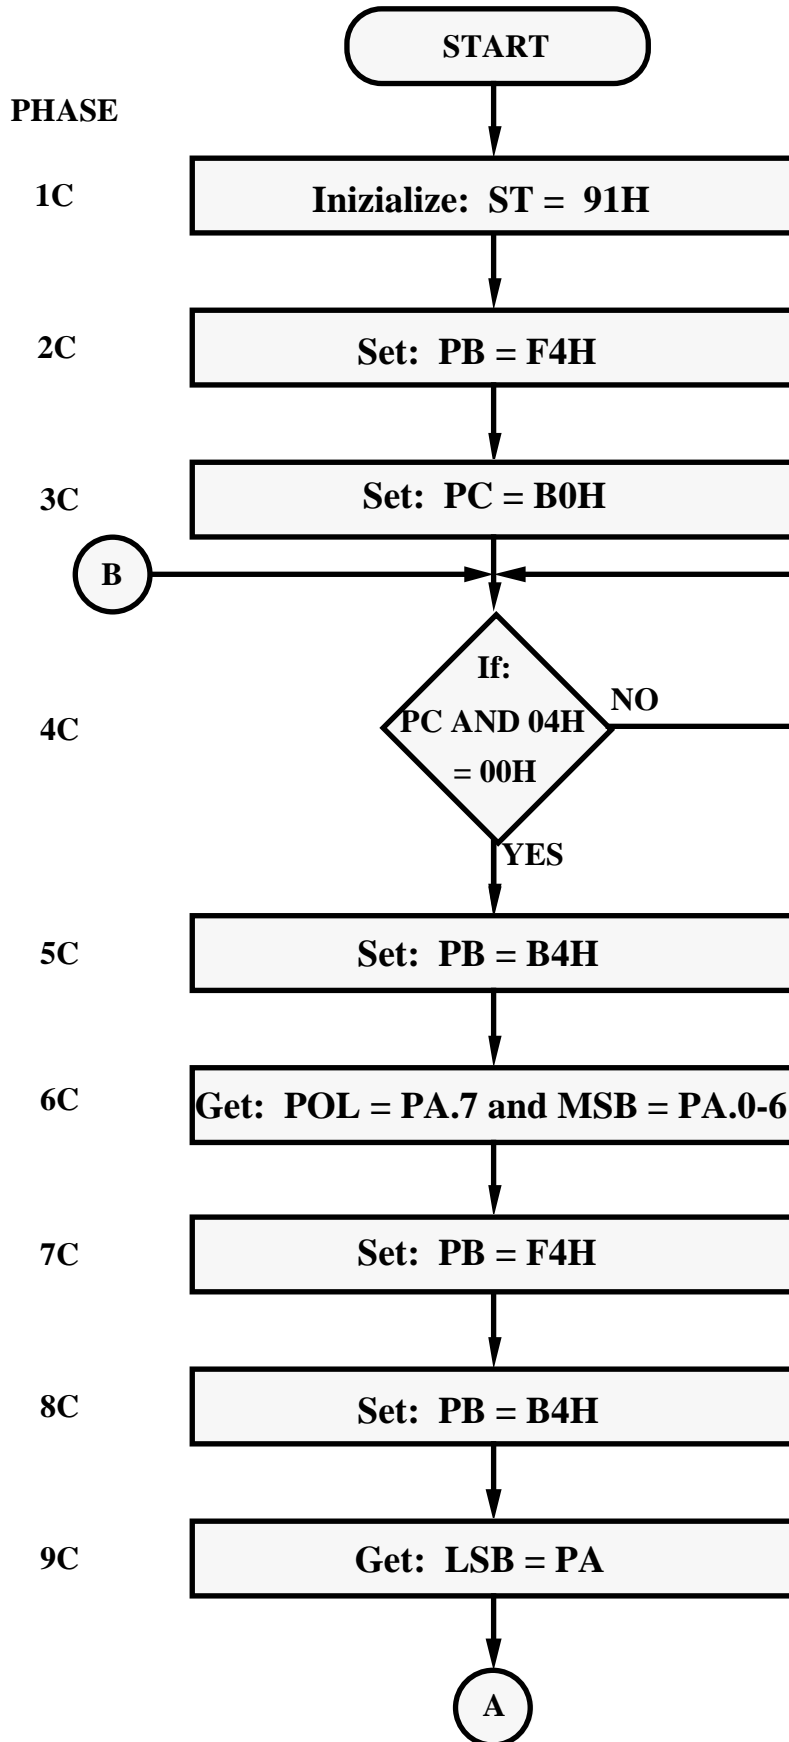 START
PHASE
1C
Inizialize: ST = 91H
2C
Set: PB = F4H
3C
Set: PC = B0H
B
If:
PC AND 04H
= 00H
NO
4C
YES
5C
Set: PB = B4H
6C
Get: POL = PA.7 and MSB = PA.0-6
7C
Set: PB = F4H
8C
Set: PB = B4H
9C
Get: LSB = PA
A